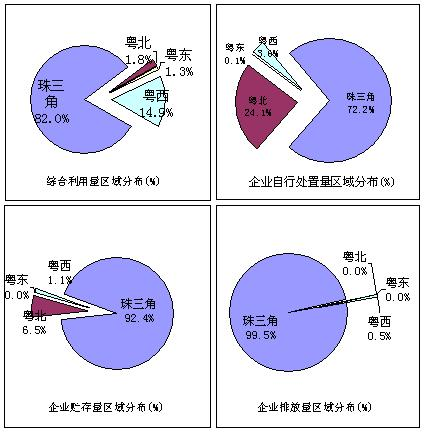 粤北
1.8%
粤东
1.3%
珠三
角
82.0%
粤西
14.9%
综合利用量区域分布(%)
粤西
3.6%
粤东
0.1%
粤北
24.1%
珠三角
72.2%
企业自行处置量区域分布(%)
粤西
1.1%
粤东
0.0%
粤北
6.5%
珠三角
92.4%
企业贮存量区域分布(%)
粤北
0.0%
粤东
0.0%
珠三角
99.5%
粤西
0.5%
企业排放量区域分布(%)